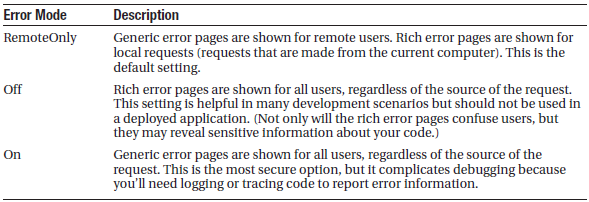 Error Mode Description
RemoteOnly Generic error pages are shown for remote users. Rich error pages are shown for
local requests (requests that are made from the current computer). This is the
default setting.
Off Rich error pages are shown for all users, regardless of the source of the request.
This setting is helpful in many development scenarios but should not be used in
a deployed application. (Not only will the rich error pages confuse users, but
they may reveal sensitive information about your code.)
On Generic error pages are shown for all users, regardless of the source of the
request. This is the most secure option, but it complicates debugging because
you'll need logging or tracing code to report error information.